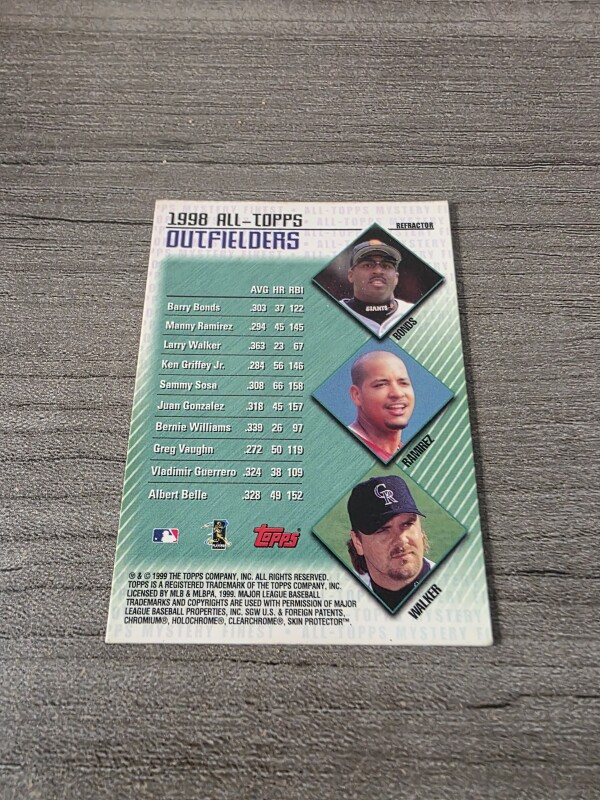 1998 ALL-TOPPS
OUTFIELDERS
REFRACTOR
AVG HR RBI
Barry Bonds .303 37 122
Manny Ramirez .294 45 145
Larry Walker .363 23 67
Ken Griffey Jr. .284 56 146
Sammy Sosa .308 66 158
Juan Gonzalez .318 45 157
Bernie Williams .339 26 97
Greg Vaughn .272 50 119
Vladimir Guerrero .324 38 109
Albert Belle .328 49 152
GIANTS
BONDS
RAMIREZ
CR
WALKER
TOPPS®
® & © 1999 THE TOPPS COMPANY, INC. ALL RIGHTS RESERVED.
TOPPS IS A REGISTERED TRADEMARK OF THE TOPPS COMPANY, INC.
LICENSED BY MLB & MLBPA, 1999. MAJOR LEAGUE BASEBALL
TRADEMARKS AND COPYRIGHTS ARE USED WITH PERMISSION OF MAJOR
LEAGUE BASEBALL PROPERTIES, INC. SGW U.S. & FOREIGN PATENTS,
CHROMIUM®, HOLOCHROME®, CLEARCHROME®, SKIN PROTECTOR™.